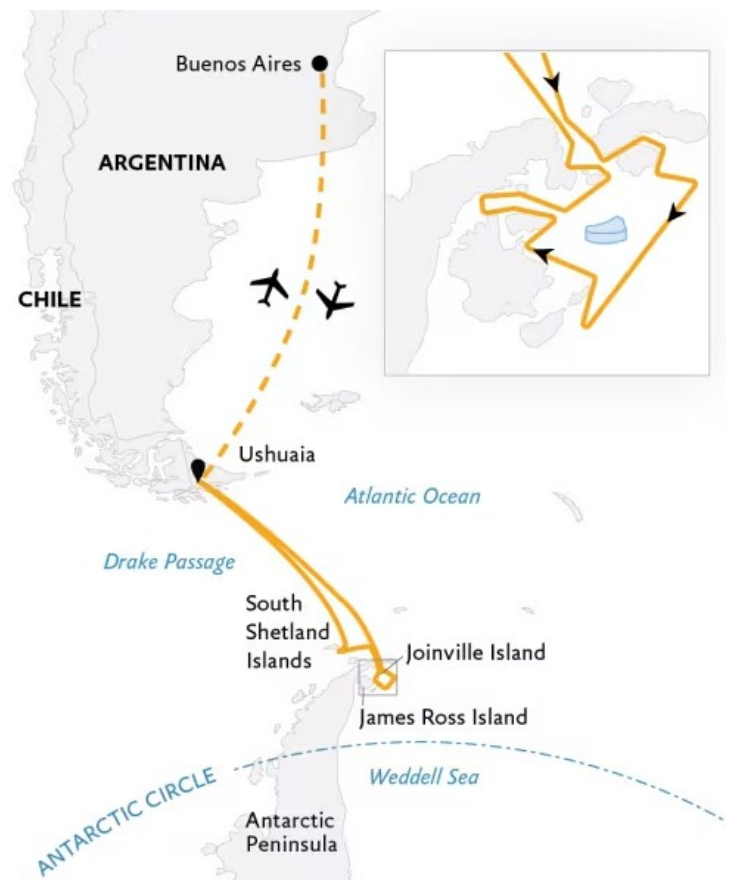 Buenos Aires
ARGENTINA
CHILE
Ushuaia
Atlantic Ocean
Drake Passage
South
Shetland
Islands
Joinville Island
James Ross Island
ANTARCTIC CIRCLE
Weddell Sea
Antarctic
Peninsula